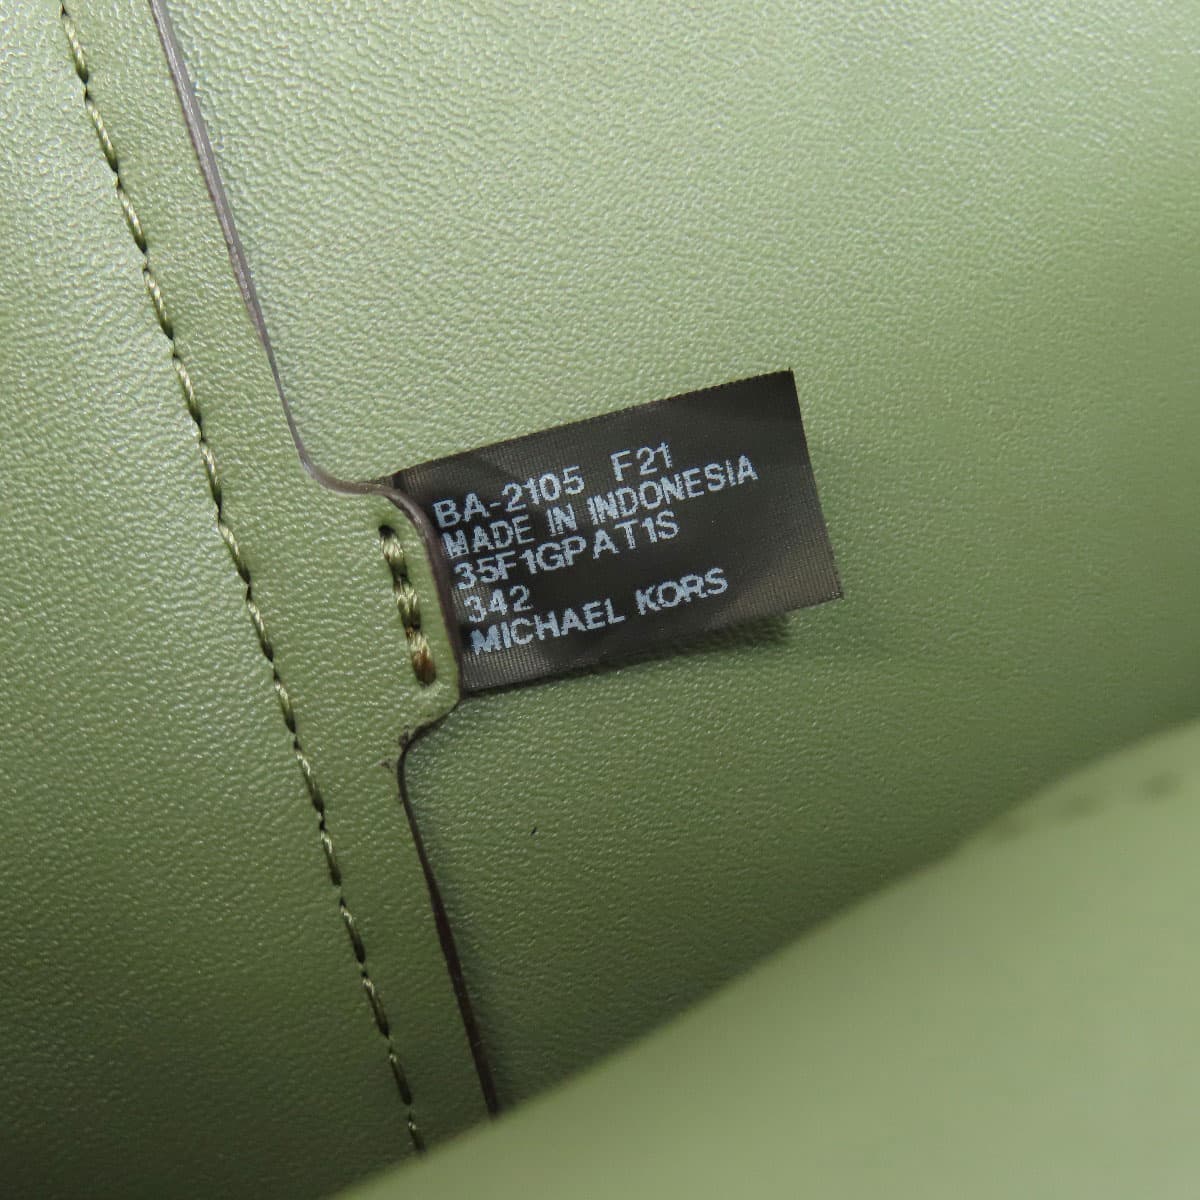 BA-2105 F21
MADE IN INDONESIA
35F1GPAT1S
342
MICHAEL KORS